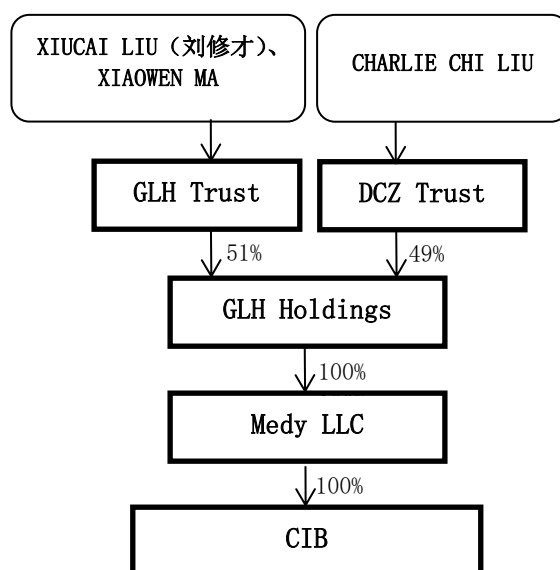 XIUCAI LIU（刘修才）、
XIAOWEN MA
CHARLIE CHI LIU
GLH Trust
DCZ Trust
51%
49%
GLH Holdings
100%
Medy LLC
100%
CIB